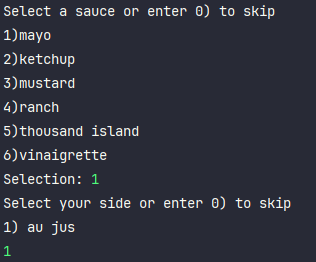 Select a sauce or enter 0) to skip
1)mayo
2)ketchup
3)mustard
4)ranch
5)thousand island
6)vinaigrette
Selection: 1
Select your side or enter 0) to skip
1) au jus
1